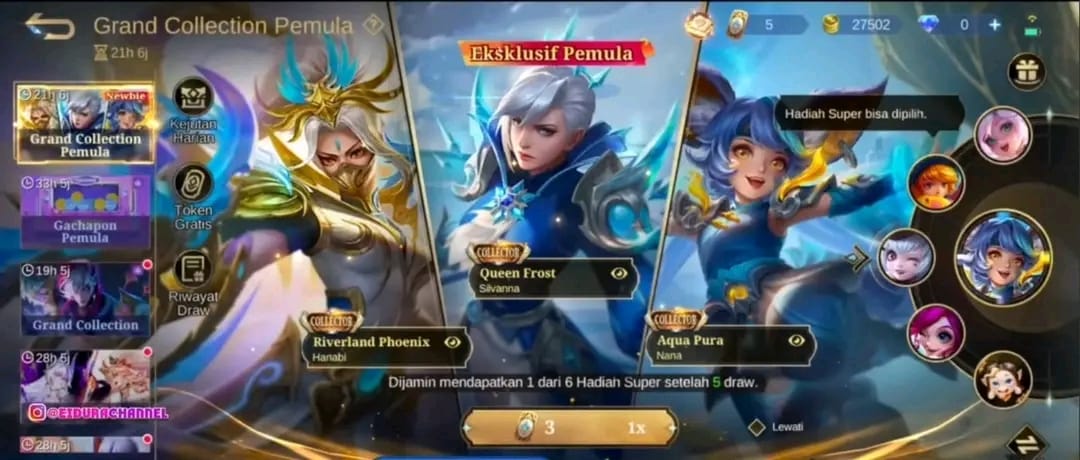 Grand Collection Pemula
21h 6j
5
27502
0
21h 6j
Newbie
Grand Collection
Pemula
33h 5j
Gachapon
Pemula
19h 5j
Grand Collection
28h 5j
@EIDURACHANNEL
28h 5j
Kejutan
Harian
Token
Gratis
Riwayat
Draw
Eksklusif Pemula
COLLECTOR
Riverland Phoenix
Hanabi
COLLECTOR
Queen Frost
Silvanna
COLLECTOR
Aqua Pura
Nana
Hadiah Super bisa dipilih.
Dijamin mendapatkan 1 dari 6 Hadiah Super setelah 5 draw.
3 1x
Lewati